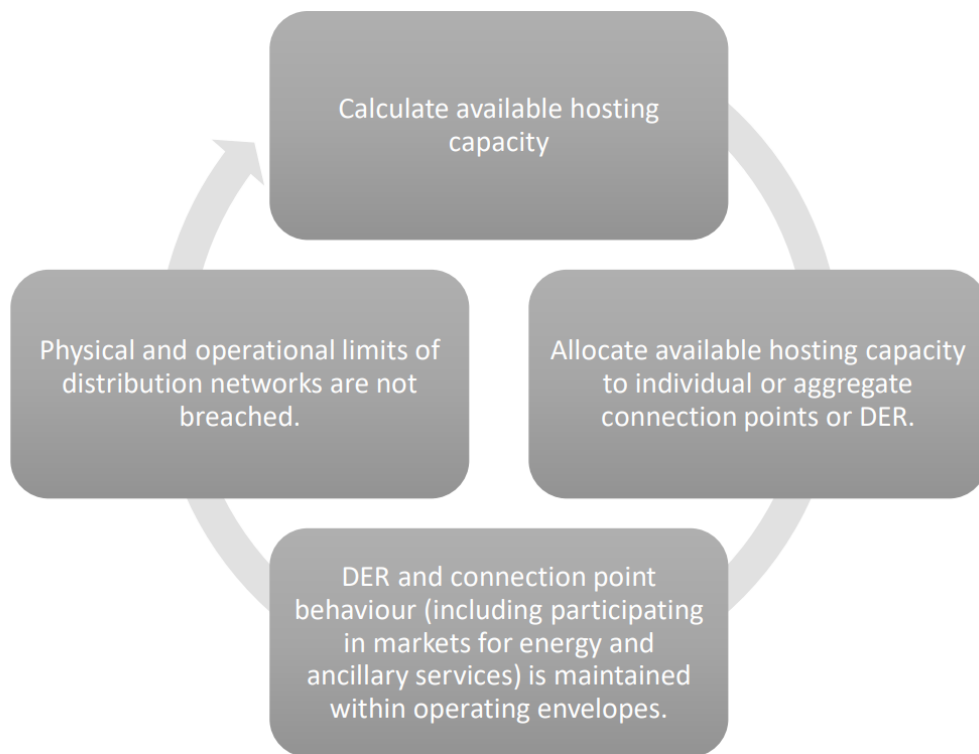 Calculate available hosting
capacity
Allocate available hosting capacity
to individual or aggregate
connection points or DER.
DER and connection point
behaviour (including participating
in markets for energy and
ancillary services) is maintained
within operating envelopes.
Physical and operational limits of
distribution networks are not
breached.